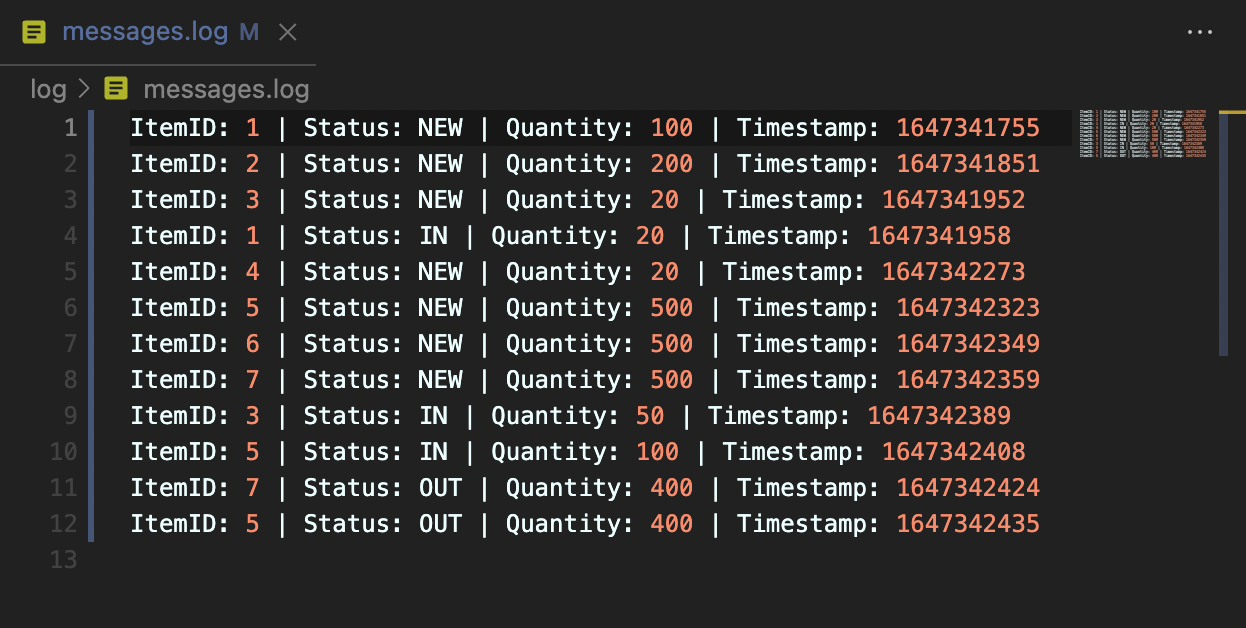 messages.log M
log > messages.log
1 ItemID: 1 | Status: NEW | Quantity: 100 | Timestamp: 1647341755
2 ItemID: 2 | Status: NEW | Quantity: 200 | Timestamp: 1647341851
3 ItemID: 3 | Status: NEW | Quantity: 20 | Timestamp: 1647341952
4 ItemID: 1 | Status: IN | Quantity: 20 | Timestamp: 1647341958
5 ItemID: 4 | Status: NEW | Quantity: 20 | Timestamp: 1647342273
6 ItemID: 5 | Status: NEW | Quantity: 500 | Timestamp: 1647342323
7 ItemID: 6 | Status: NEW | Quantity: 500 | Timestamp: 1647342349
8 ItemID: 7 | Status: NEW | Quantity: 500 | Timestamp: 1647342359
9 ItemID: 3 | Status: IN | Quantity: 50 | Timestamp: 1647342389
10 ItemID: 5 | Status: IN | Quantity: 100 | Timestamp: 1647342408
11 ItemID: 7 | Status: OUT | Quantity: 400 | Timestamp: 1647342424
12 ItemID: 5 | Status: OUT | Quantity: 400 | Timestamp: 1647342435
13